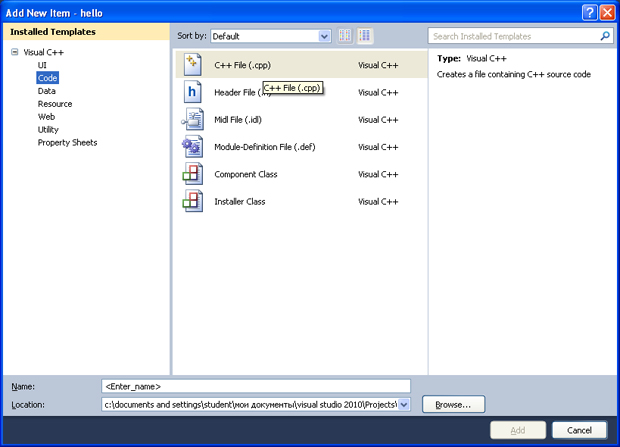 Add New Item - hello
Installed Templates
Visual C++
UI
Code
Data
Resource
Web
Utility
Property Sheets
Sort by: Default
C++ File (.cpp) Visual C++
C++ File (.cpp)
Header File Visual C++
Midl File (.idl) Visual C++
Module-Definition File (.def) Visual C++
Component Class Visual C++
Installer Class Visual C++
Search Installed Templates
Type: Visual C++
Creates a file containing C++ source code
Name: <Enter_name>
Location: c:\documents and settings\student\мои документы\visual studio 2010\Projects\ Browse...
Add Cancel